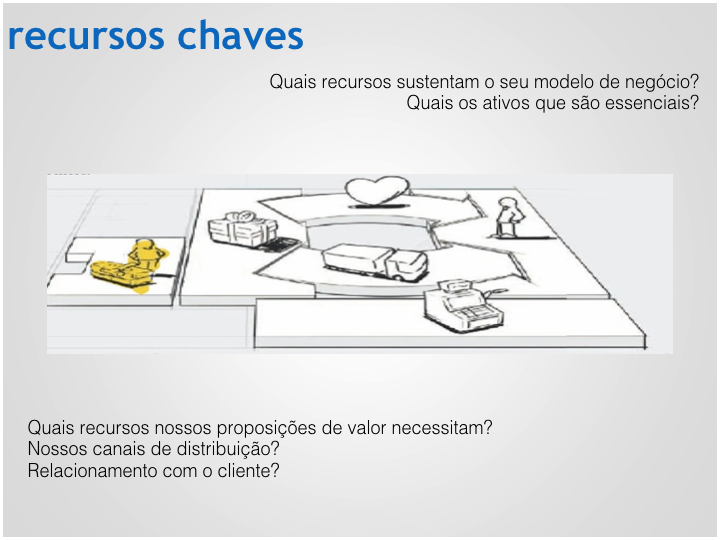 recursos chaves
Quais recursos sustentam o seu modelo de negócio?
Quais os ativos que são essenciais?
Quais recursos nossos proposições de valor necessitam?
Nossos canais de distribuição?
Relacionamento com o cliente?